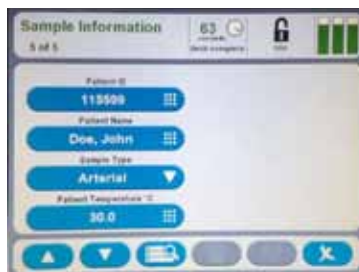 Sample Information
5 of 5
63
Patient ID
115509
Patient Name
Doe, John
Sample Type
Arterial
Patient Temperature °C
30.0